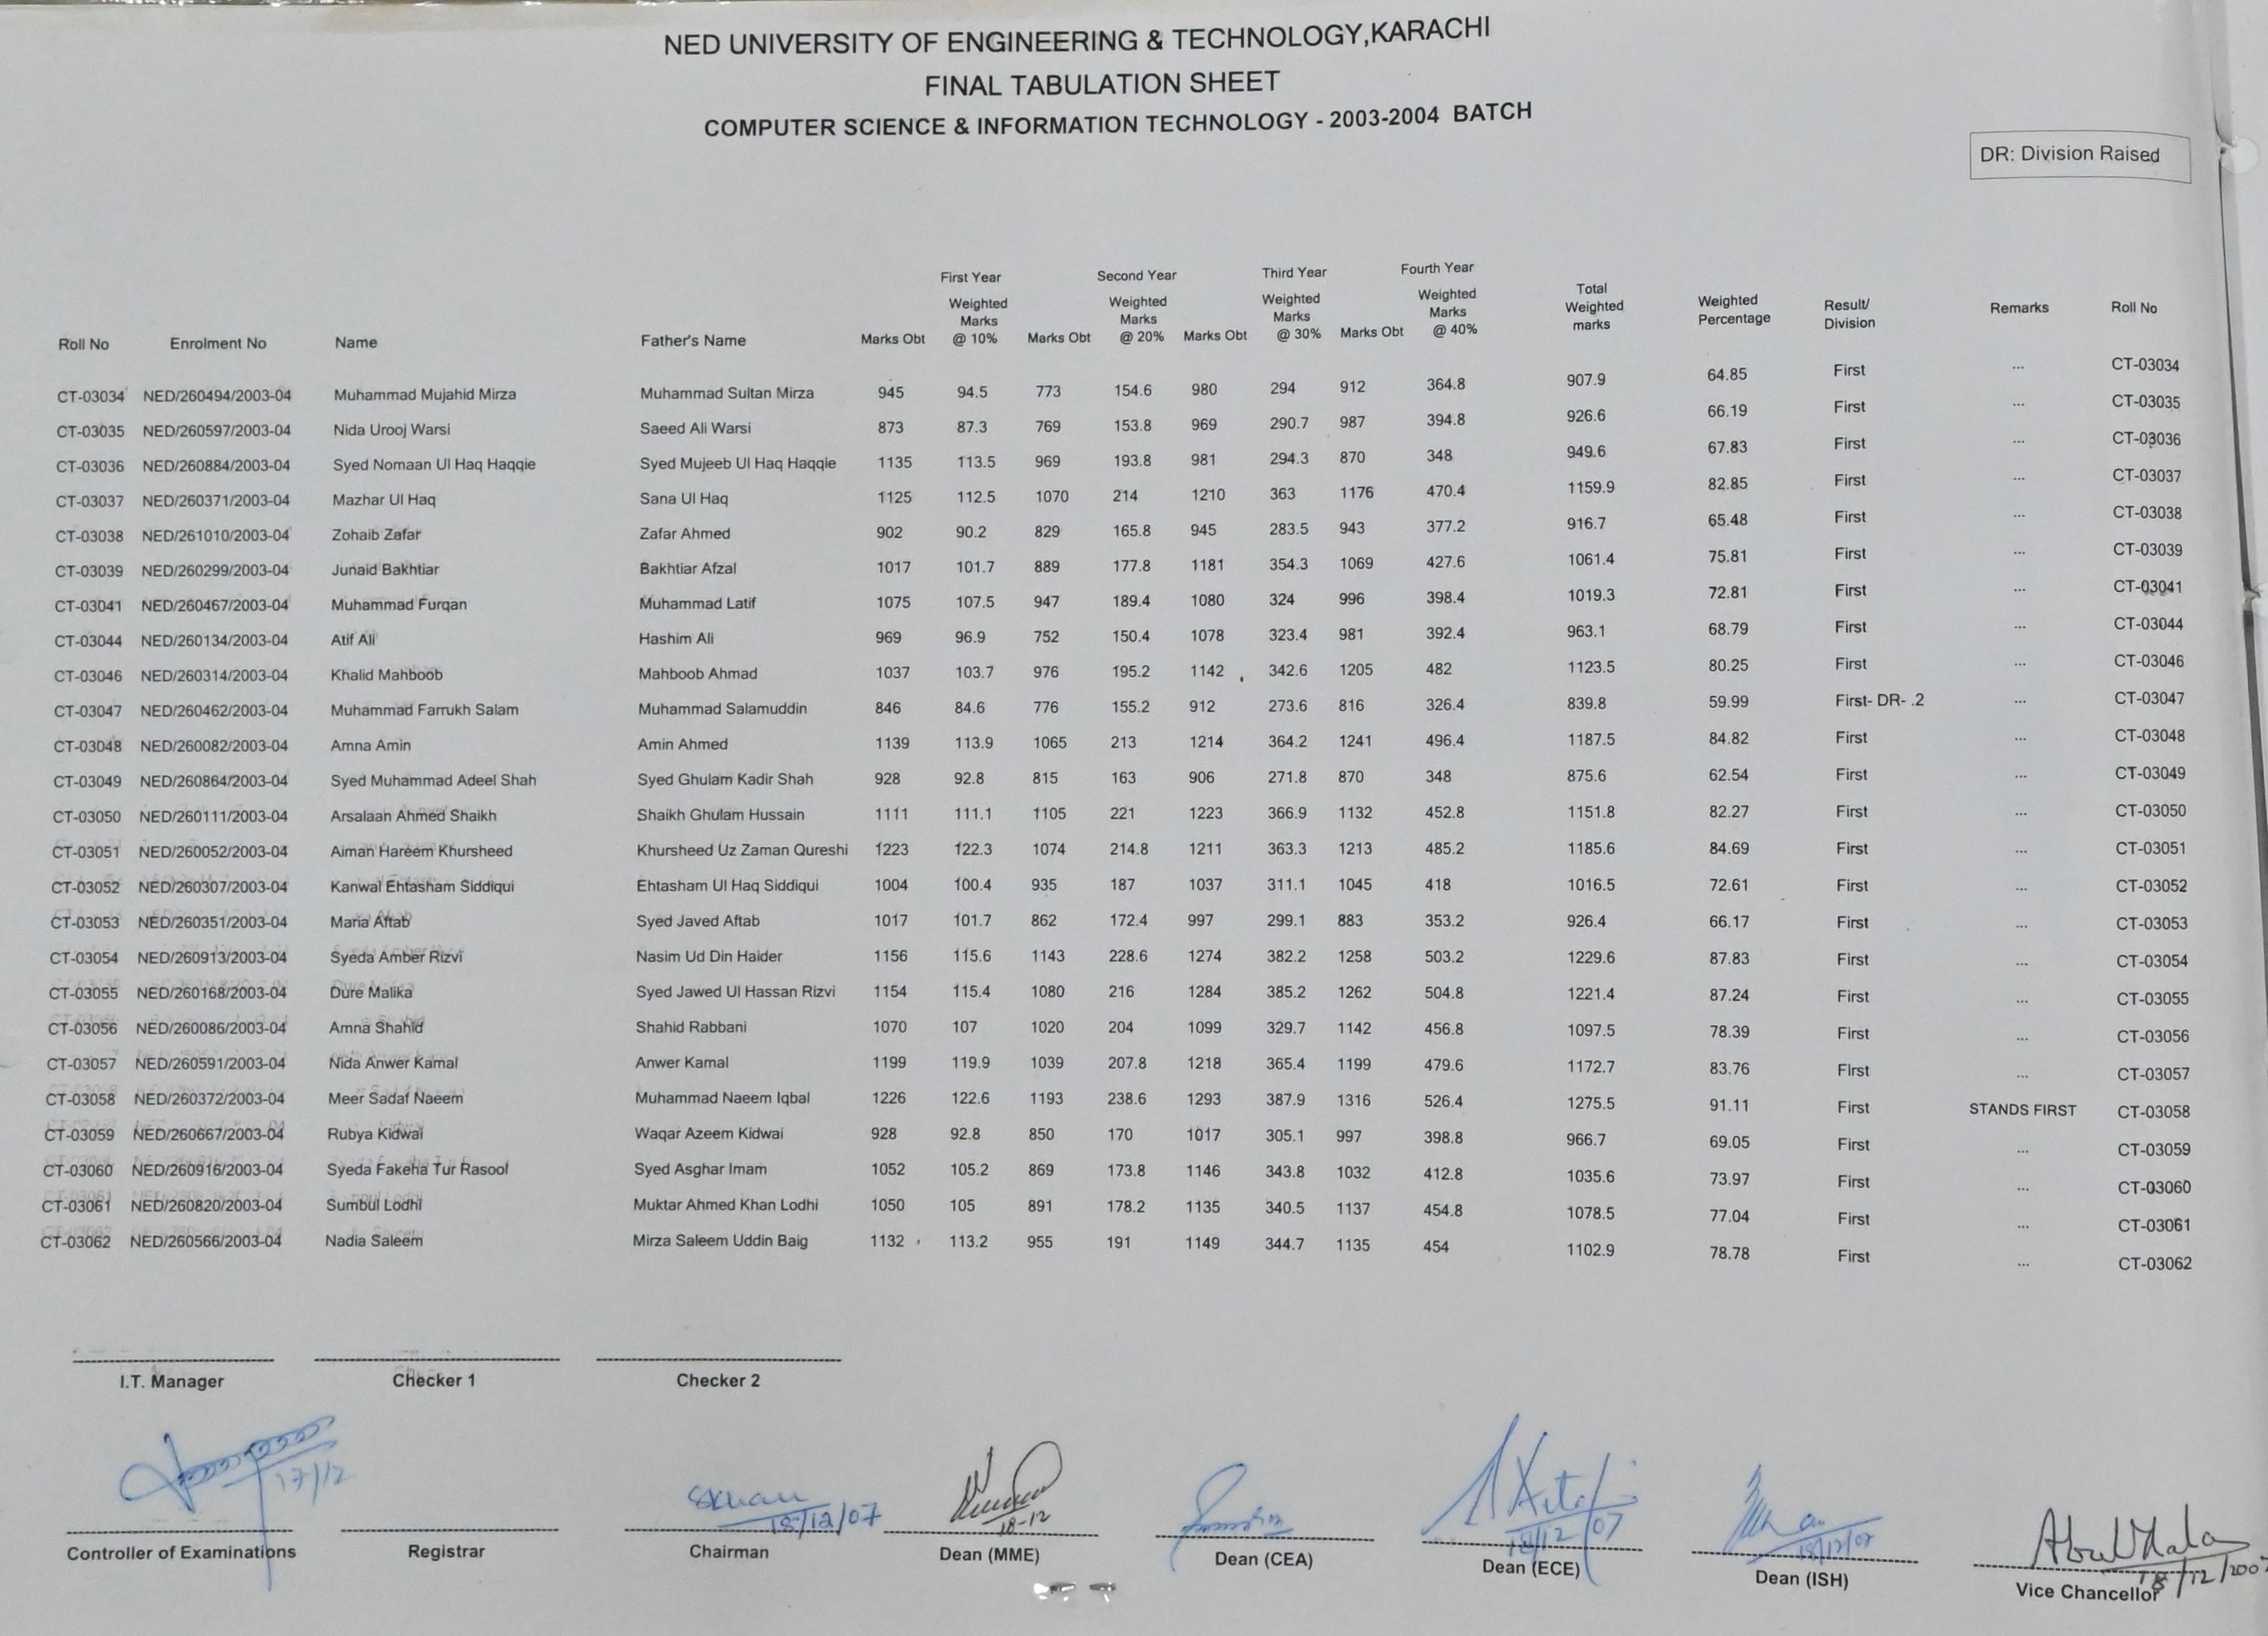 NED UNIVERSITY OF ENGINEERING & TECHNOLOGY,KARACHI
FINAL TABULATION SHEET
COMPUTER SCIENCE & INFORMATION TECHNOLOGY - 2003-2004 BATCH
DR: Division Raised
First Year Second Year Third Year Fourth Year
Roll No Enrolment No Name Father's Name Marks Obt Weighted Marks @ 10% Marks Obt Weighted Marks @ 20% Marks Obt Weighted Marks @ 30% Marks Obt Weighted Marks @ 40% Total Weighted marks Weighted Percentage Result/ Division Remarks Roll No
CT-03034 NED/260494/2003-04 Muhammad Mujahid Mirza Muhammad Sultan Mirza 945 94.5 773 154.6 980 294 912 364.8 907.9 64.85 First ... CT-03034
CT-03035 NED/260597/2003-04 Nida Urooj Warsi Saeed Ali Warsi 873 87.3 769 153.8 969 290.7 987 394.8 926.6 66.19 First ... CT-03035
CT-03036 NED/260884/2003-04 Syed Nomaan Ul Haq Haqqie Syed Mujeeb Ul Haq Haqqie 1135 113.5 969 193.8 981 294.3 870 348 949.6 67.83 First ... CT-03036
CT-03037 NED/260371/2003-04 Mazhar Ul Haq Sana Ul Haq 1125 112.5 1070 214 1210 363 1176 470.4 1159.9 82.85 First ... CT-03037
CT-03038 NED/261010/2003-04 Zohaib Zafar Zafar Ahmed 902 90.2 829 165.8 945 283.5 943 377.2 916.7 65.48 First ... CT-03038
CT-03039 NED/260299/2003-04 Junaid Bakhtiar Bakhtiar Afzal 1017 101.7 889 177.8 1181 354.3 1069 427.6 1061.4 75.81 First ... CT-03039
CT-03041 NED/260467/2003-04 Muhammad Furqan Muhammad Latif 1075 107.5 947 189.4 1080 324 996 398.4 1019.3 72.81 First ... CT-03041
CT-03044 NED/260134/2003-04 Atif Ali Hashim Ali 969 96.9 752 150.4 1078 323.4 981 392.4 963.1 68.79 First ... CT-03044
CT-03046 NED/260314/2003-04 Khalid Mahboob Mahboob Ahmad 1037 103.7 976 195.2 1142 342.6 1205 482 1123.5 80.25 First ... CT-03046
CT-03047 NED/260462/2003-04 Muhammad Farrukh Salam Muhammad Salamuddin 846 84.6 776 155.2 912 273.6 816 326.4 839.8 59.99 First- DR- .2 ... CT-03047
CT-03048 NED/260082/2003-04 Amna Amin Amin Ahmed 1139 113.9 1065 213 1214 364.2 1241 496.4 1187.5 84.82 First ... CT-03048
CT-03049 NED/260864/2003-04 Syed Muhammad Adeel Shah Syed Ghulam Kadir Shah 928 92.8 815 163 906 271.8 870 348 875.6 62.54 First ... CT-03049
CT-03050 NED/260111/2003-04 Arsalaan Ahmed Shaikh Shaikh Ghulam Hussain 1111 111.1 1105 221 1223 366.9 1132 452.8 1151.8 82.27 First ... CT-03050
CT-03051 NED/260052/2003-04 Aiman Hareem Khursheed Khursheed Uz Zaman Qureshi 1223 122.3 1074 214.8 1211 363.3 1213 485.2 1185.6 84.69 First ... CT-03051
CT-03052 NED/260307/2003-04 Kanwal Ehtasham Siddiqui Ehtasham Ul Haq Siddiqui 1004 100.4 935 187 1037 311.1 1045 418 1016.5 72.61 First ... CT-03052
CT-03053 NED/260351/2003-04 Maria Aftab Syed Javed Aftab 1017 101.7 862 172.4 997 299.1 883 353.2 926.4 66.17 First ... CT-03053
CT-03054 NED/260913/2003-04 Syeda Amber Rizvi Nasim Ud Din Haider 1156 115.6 1143 228.6 1274 382.2 1258 503.2 1229.6 87.83 First ... CT-03054
CT-03055 NED/260168/2003-04 Dure Malika Syed Jawed Ul Hassan Rizvi 1154 115.4 1080 216 1284 385.2 1262 504.8 1221.4 87.24 First ... CT-03055
CT-03056 NED/260086/2003-04 Amna Shahid Shahid Rabbani 1070 107 1020 204 1099 329.7 1142 456.8 1097.5 78.39 First ... CT-03056
CT-03057 NED/260591/2003-04 Nida Anwer Kamal Anwer Kamal 1199 119.9 1039 207.8 1218 365.4 1199 479.6 1172.7 83.76 First ... CT-03057
CT-03058 NED/260372/2003-04 Meer Sadaf Naeem Muhammad Naeem Iqbal 1226 122.6 1193 238.6 1293 387.9 1316 526.4 1275.5 91.11 First STANDS FIRST CT-03058
CT-03059 NED/260667/2003-04 Rubya Kidwai Waqar Azeem Kidwai 928 92.8 850 170 1017 305.1 997 398.8 966.7 69.05 First ... CT-03059
CT-03060 NED/260916/2003-04 Syeda Fakeha Tur Rasool Syed Asghar Imam 1052 105.2 869 173.8 1146 343.8 1032 412.8 1035.6 73.97 First ... CT-03060
CT-03061 NED/260820/2003-04 Sumbul Lodhi Muktar Ahmed Khan Lodhi 1050 105 891 178.2 1135 340.5 1137 454.8 1078.5 77.04 First ... CT-03061
CT-03062 NED/260566/2003-04 Nadia Saleem Mirza Saleem Uddin Baig 1132 113.2 955 191 1149 344.7 1135 454 1102.9 78.78 First ... CT-03062
I.T. Manager Checker 1 Checker 2
17/12 18/12/07 18-12 18/12/07 18/12/07 18/12/2007
Controller of Examinations Registrar Chairman Dean (MME) Dean (CEA) Dean (ECE) Dean (ISH) Vice Chancellor